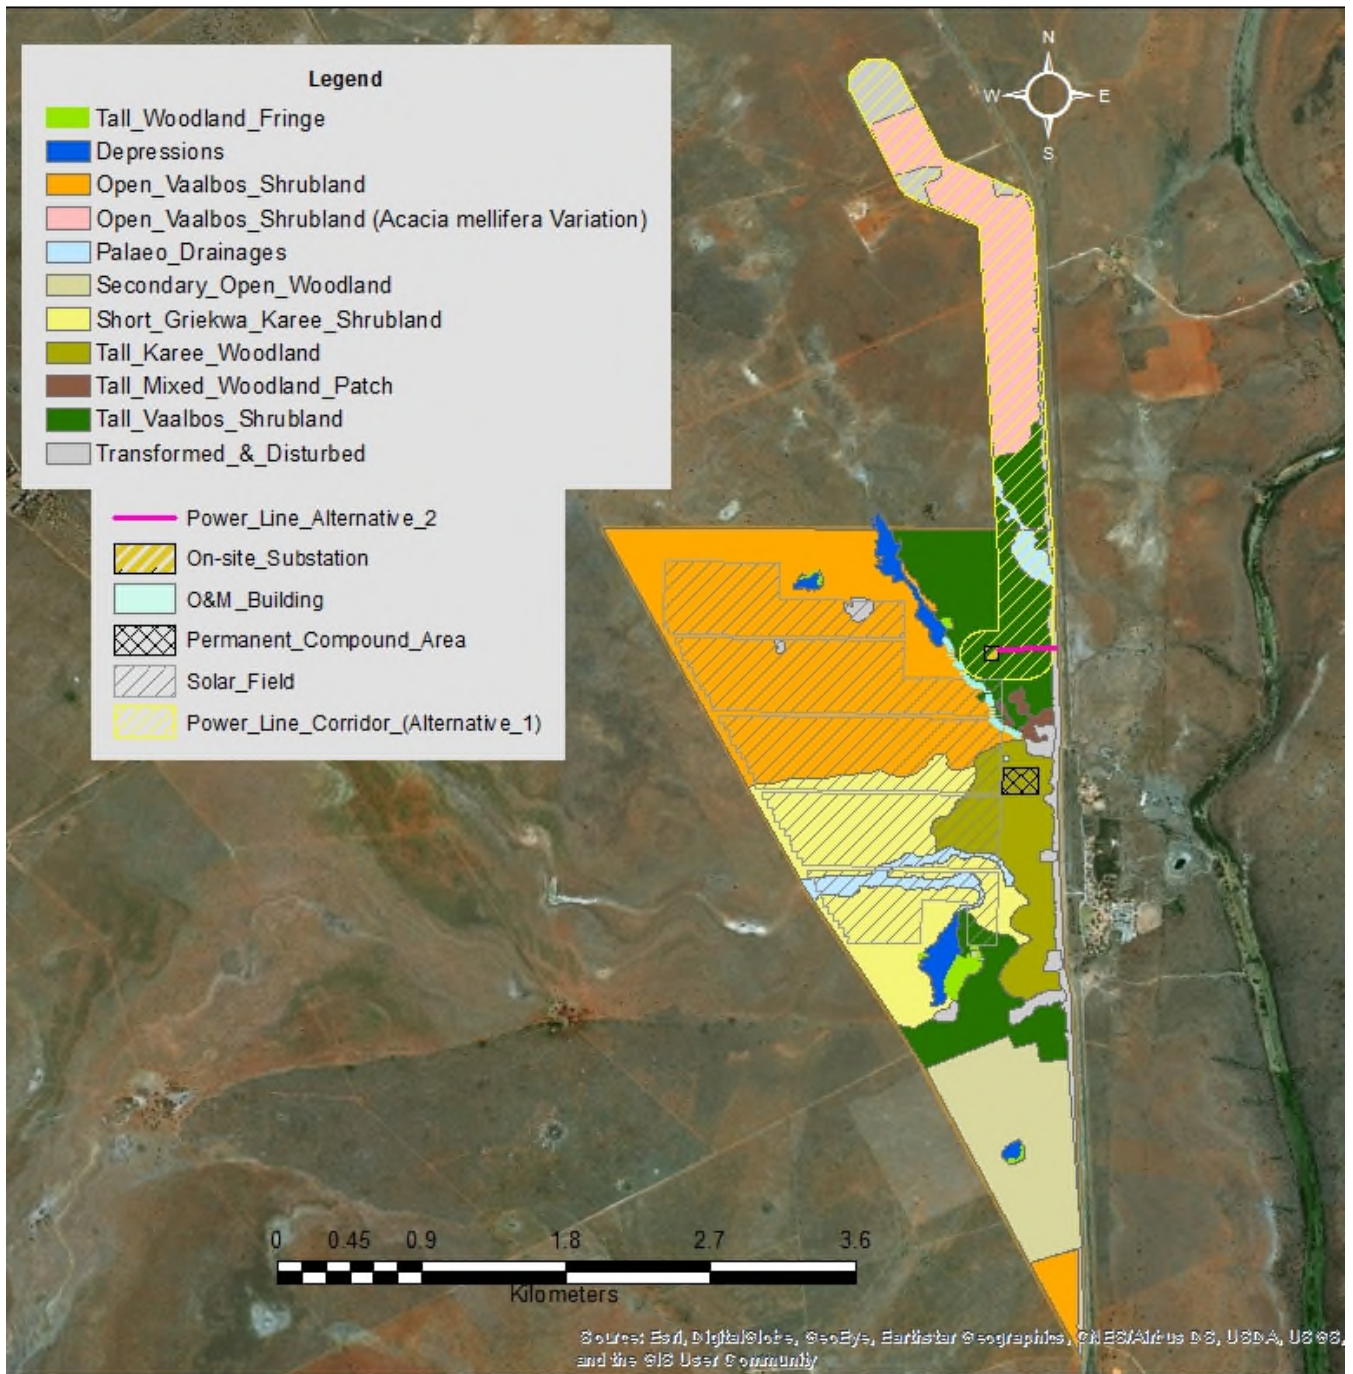 N
W E
S
Legend
Tall_Woodland_Fringe
Depressions
Open_Vaalbos_Shrubland
Open_Vaalbos_Shrubland (Acacia mellifera Variation)
Palaeo_Drainages
Secondary_Open_Woodland
Short_Griekwa_Karee_Shrubland
Tall_Karee_Woodland
Tall_Mixed_Woodland_Patch
Tall_Vaalbos_Shrubland
Transformed_&_Disturbed
Power_Line_Alternative_2
On-site_Substation
O&M_Building
Permanent_Compound_Area
Solar_Field
Power_Line_Corridor_(Alternative_1)
0 0.45 0.9 1.8 2.7 3.6
Kilometers
Source: Esri, DigitalGlobe, GeoEye, Earthstar Geographics, CNES/Airbus DS, USDA, USGS,
and the GIS User Community